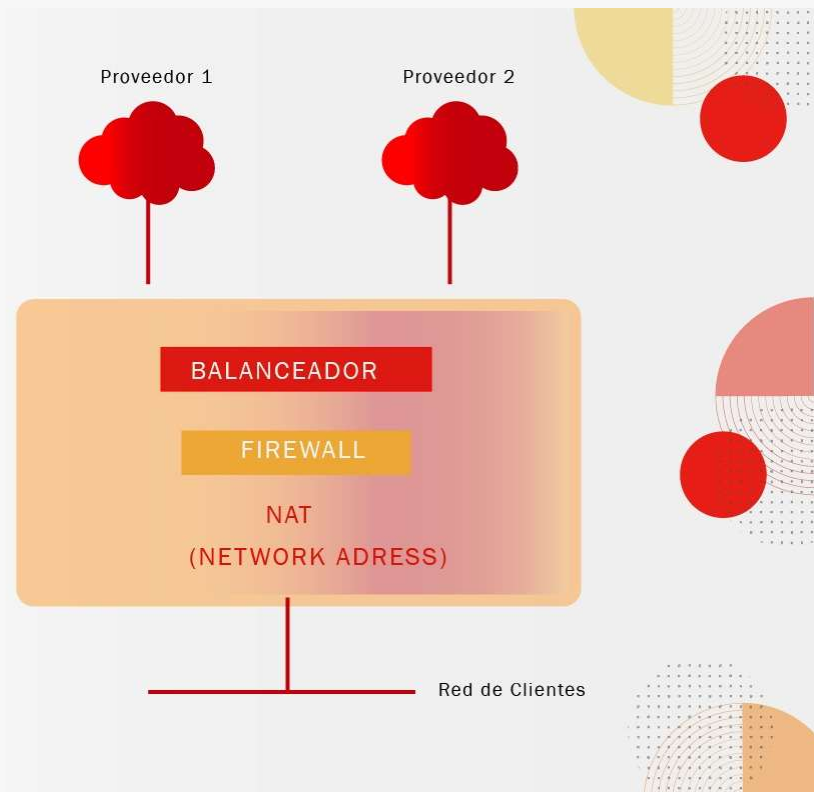 Proveedor 1
Proveedor 2
BALANCEADOR
FIREWALL
NAT
(NETWORK ADRESS)
Red de Clientes